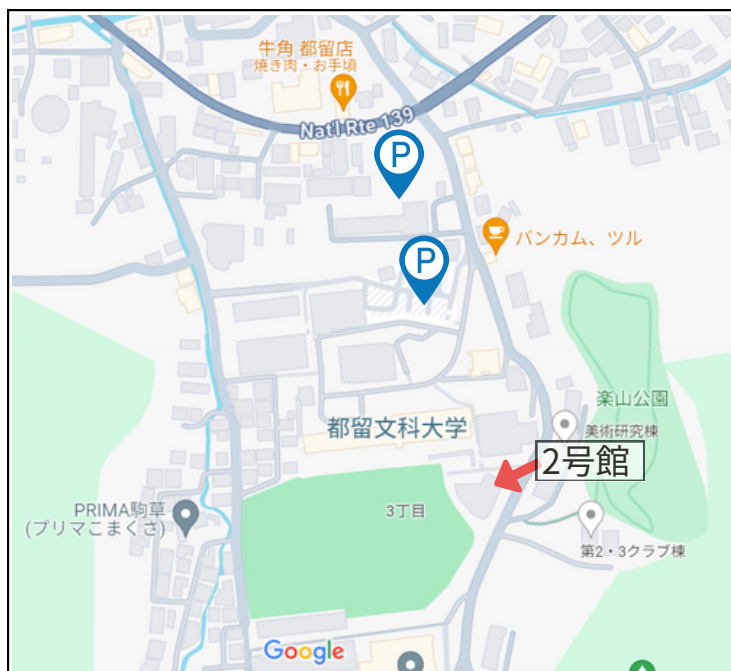 牛角 都留店
焼き肉・お手頃
Nat'l Rte 139
P
バンカム、ツル
P
楽山公園
美術研究棟
都留文科大学
2号館
PRIMA駒草
(プリマこまくさ)
3丁目
第2・3クラブ棟
Google